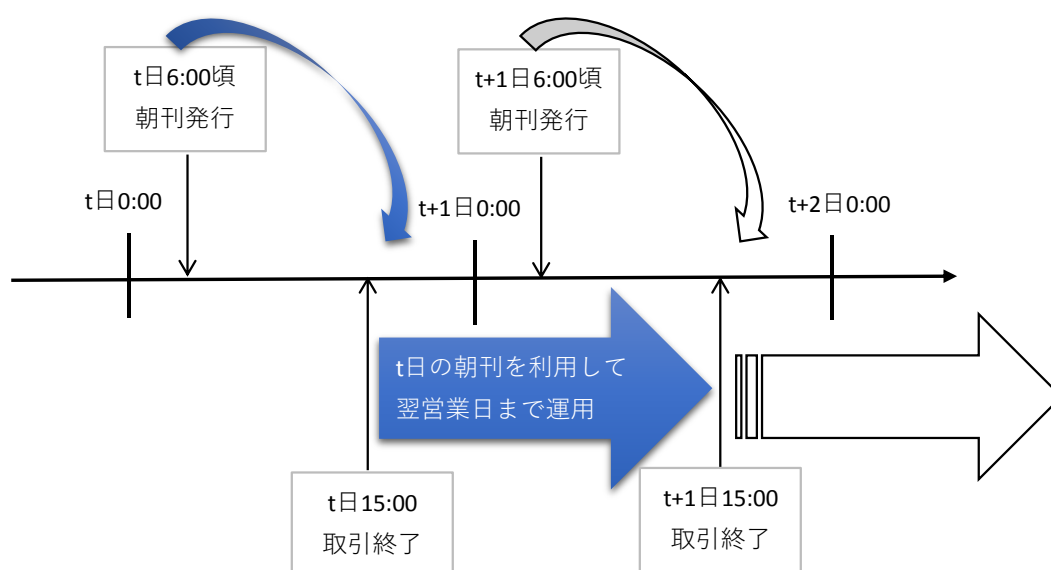 t日6:00頃
朝刊発行
t+1日6:00頃
朝刊発行
t日0:00
t+1日0:00
t+2日0:00
t日の朝刊を利用して
翌営業日まで運用
t日15:00
取引終了
t+1日15:00
取引終了